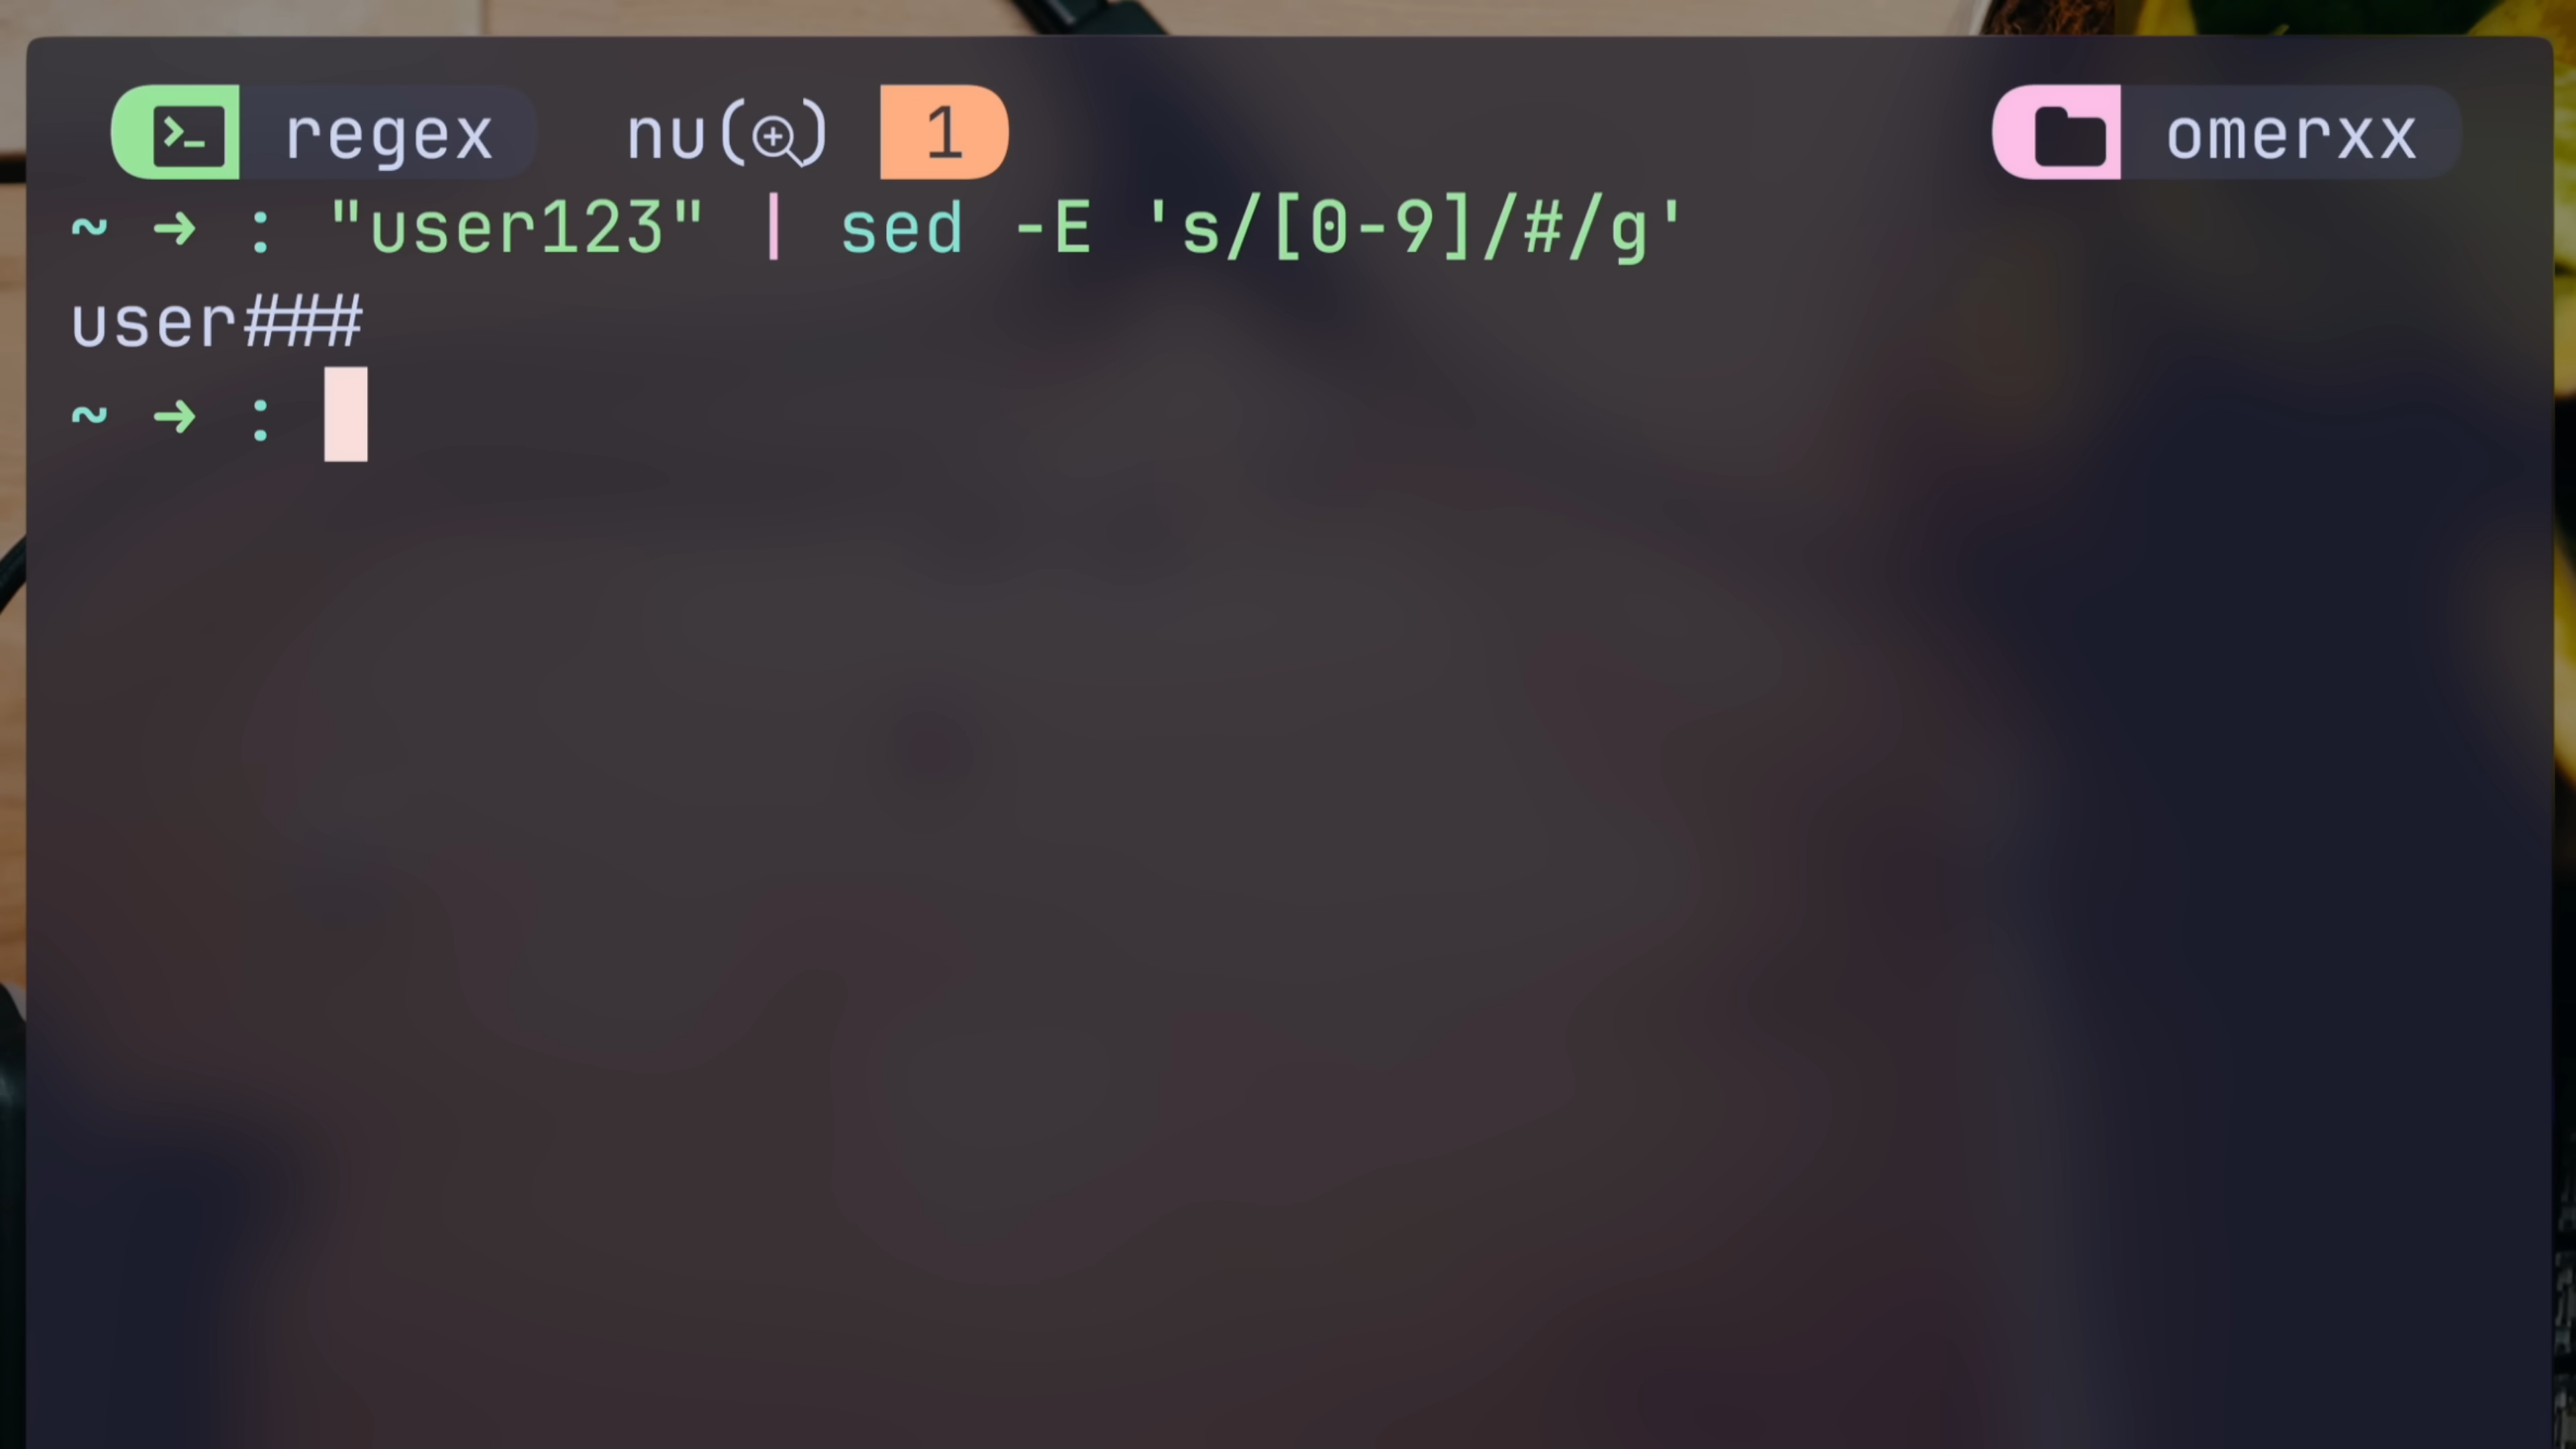 regex nu() 1 omerxx
~ → : "user123" | sed -E 's/[0-9]/#/g'
user###
~ → :